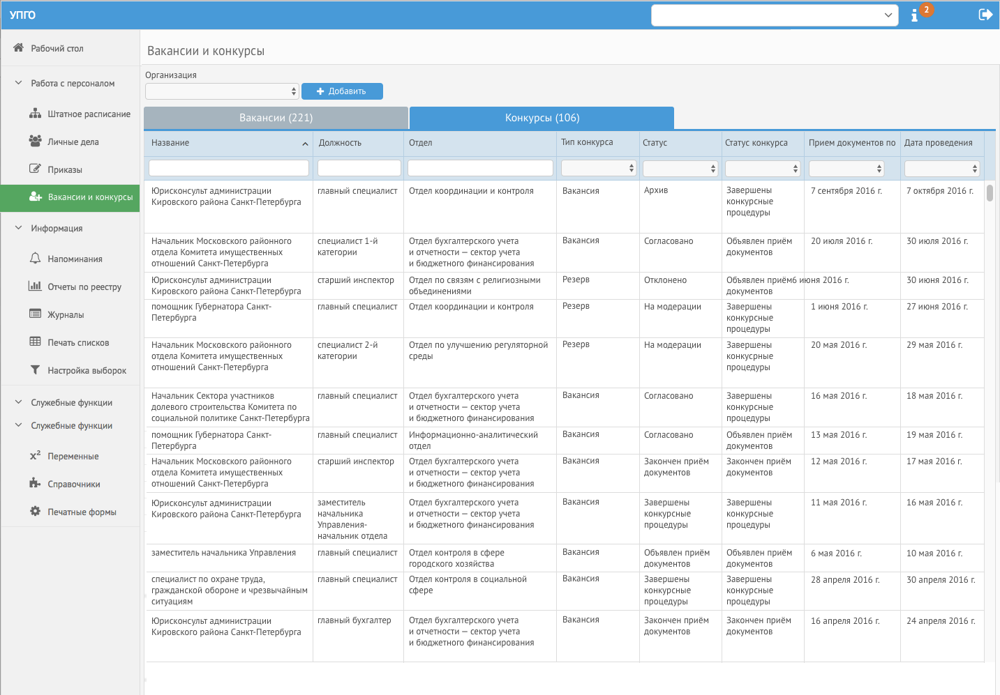 УПГО
2
Рабочий стол
Работа с персоналом
Штатное расписание
Личные дела
Приказы
Вакансии и конкурсы
Информация
Напоминания
Отчеты по реестру
Журналы
Печать списков
Настройка выборок
Служебные функции
Служебные функции
x²
Переменные
Справочники
Печатные формы
Вакансии и конкурсы
Организация
Добавить
Вакансии (221)
Конкурсы (106)
Название
Должность
Отдел
Тип конкурса
Статус
Статус конкурса
Прием документов по
Дата проведения
Юрисконсульт администрации
Кировского района Санкт-Петербурга
главный специалист
Отдел координации и контроля
Вакансия
Архив
Завершены
конкурсные
процедуры
7 сентября 2016 г.
7 октября 2016 г.
Начальник Московского районного
отдела Комитета имущественных
отношений Санкт-Петербурга
специалист 1-й
категории
Отдел бухгалтерского учета
и отчетности — сектор учета
и бюджетного финансирования
Вакансия
Согласовано
Объявлен приём
документов
20 июля 2016 г.
30 июля 2016 г.
Юрисконсульт администрации
Кировского района Санкт-Петербурга
старший инспектор
Отдел по связям с религиозными
объединениями
Резерв
Отклонено
Объявлен приём
документов
6 июня 2016 г.
30 июня 2016 г.
помощник Губернатора Санкт-
Петербурга
главный специалист
Отдел координации и контроля
Резерв
На модерации
Завершены
конкурсные
процедуры
1 июня 2016 г.
27 июня 2016 г.
Начальник Московского районного
отдела Комитета имущественных
отношений Санкт-Петербурга
специалист 2-й
категории
Отдел по улучшению регуляторной
среды
Резерв
На модерации
Завершены
конкусрные
процедуры
20 мая 2016 г.
29 мая 2016 г.
Начальник Сектора участников
долевого строительства Комитета по
социальной политике Санкт-Петербурга
главный специалист
Отдел бухгалтерского учета
и отчетности — сектор учета
и бюджетного финансирования
Вакансия
Согласовано
Завершены
конкурсные
процедуры
16 мая 2016 г.
18 мая 2016 г.
помощник Губернатора Санкт-
Петербурга
главный специалист
Информационно-аналитический
отдел
Вакансия
Согласовано
Объявлен приём
документов
13 мая 2016 г.
19 мая 2016 г.
Начальник Московского районного
отдела Комитета имущественных
отношений Санкт-Петербурга
старший инспектор
Отдел бухгалтерского учета
и отчетности — сектор учета
и бюджетного финансирования
Вакансия
Закончен приём
документов
Закончен приём
документов
12 мая 2016 г.
17 мая 2016 г.
Юрисконсульт администрации
Кировского района Санкт-Петербурга
заместитель
начальника
Управления-
начальник отдела
Отдел бухгалтерского учета
и отчетности — сектор учета
и бюджетного финансирования
Вакансия
Завершены
конкурсные
процедуры
Завершены
конкурсные
процедуры
11 мая 2016 г.
16 мая 2016 г.
заместитель начальника Управления
главный специалист
Отдел контроля в сфере
городского хозяйства
Вакансия
Объявлен приём
документов
Объявлен приём
документов
6 мая 2016 г.
10 мая 2016 г.
специалист по охране труда,
гражданской обороне и чрезвычайным
ситуациям
главный специалист
Отдел контроля в социальной
сфере
Вакансия
Завершены
конкурсные
процедуры
Завершены
конкурсные
процедуры
28 апреля 2016 г.
30 апреля 2016 г.
Юрисконсульт администрации
Кировского района Санкт-Петербурга
главный бухгалтер
Отдел бухгалтерского учета
и отчетности — сектор учета
и бюджетного финансирования
Вакансия
Закончен приём
документов
Закончен приём
документов
16 апреля 2016 г.
24 апреля 2016 г.